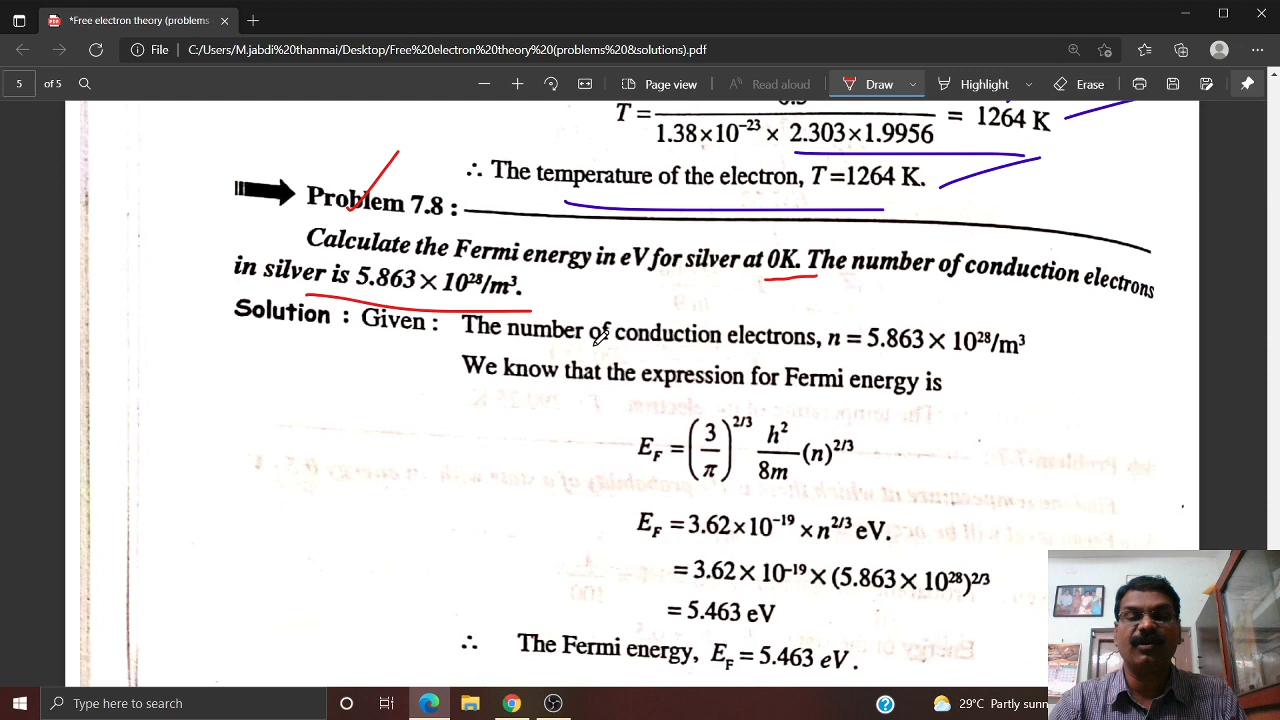 *Free electron theory (problems
File
C:/Users/M.jabdi%20thanmai/Desktop/Free%20electron%20theory%20(problems%20&solutions).pdf
5 of 5
Page view
Read aloud
Draw
Highlight
Erase
T = 1.38×10⁻²³ × 2.303×1.9956 = 1264 K
∴ The temperature of the electron, T=1264 K.
Problem 7.8 :
Calculate the Fermi energy in eV for silver at 0K. The number of conduction electrons
in silver is 5.863×10²⁸/m³.
Solution : Given : The number of conduction electrons, n = 5.863×10²⁸/m³
We know that the expression for Fermi energy is
E_F = (3/π)^2/3 h²/8m (n)^2/3
E_F = 3.62×10⁻¹⁹ × n^2/3 eV.
= 3.62×10⁻¹⁹ × (5.863×10²⁸)^2/3
= 5.463 eV
∴ The Fermi energy, E_F = 5.463 eV.
Type here to search
29°C Partly sunn